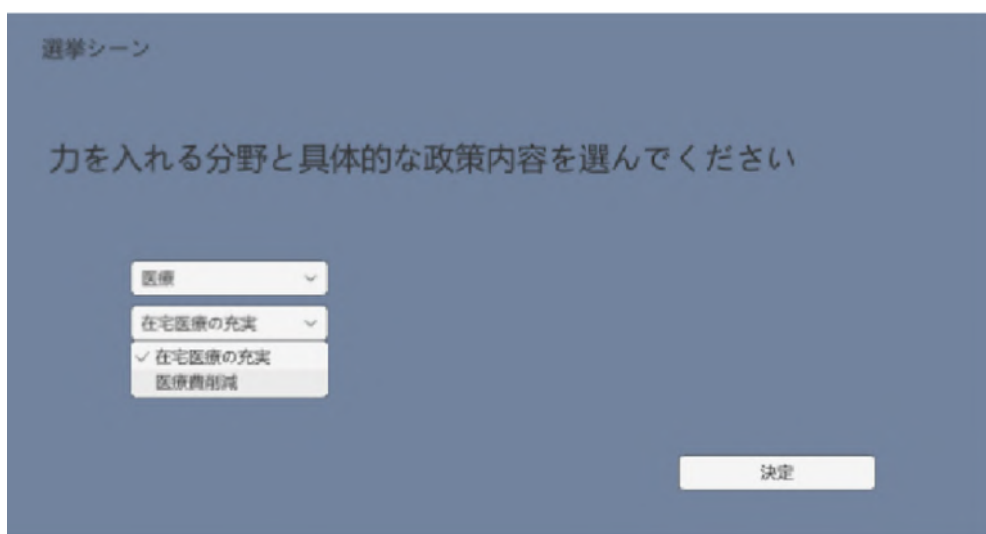 選挙シーン
力を入れる分野と具体的な政策内容を選んでください
医療
在宅医療の充実
在宅医療の充実
医療費削減
決定